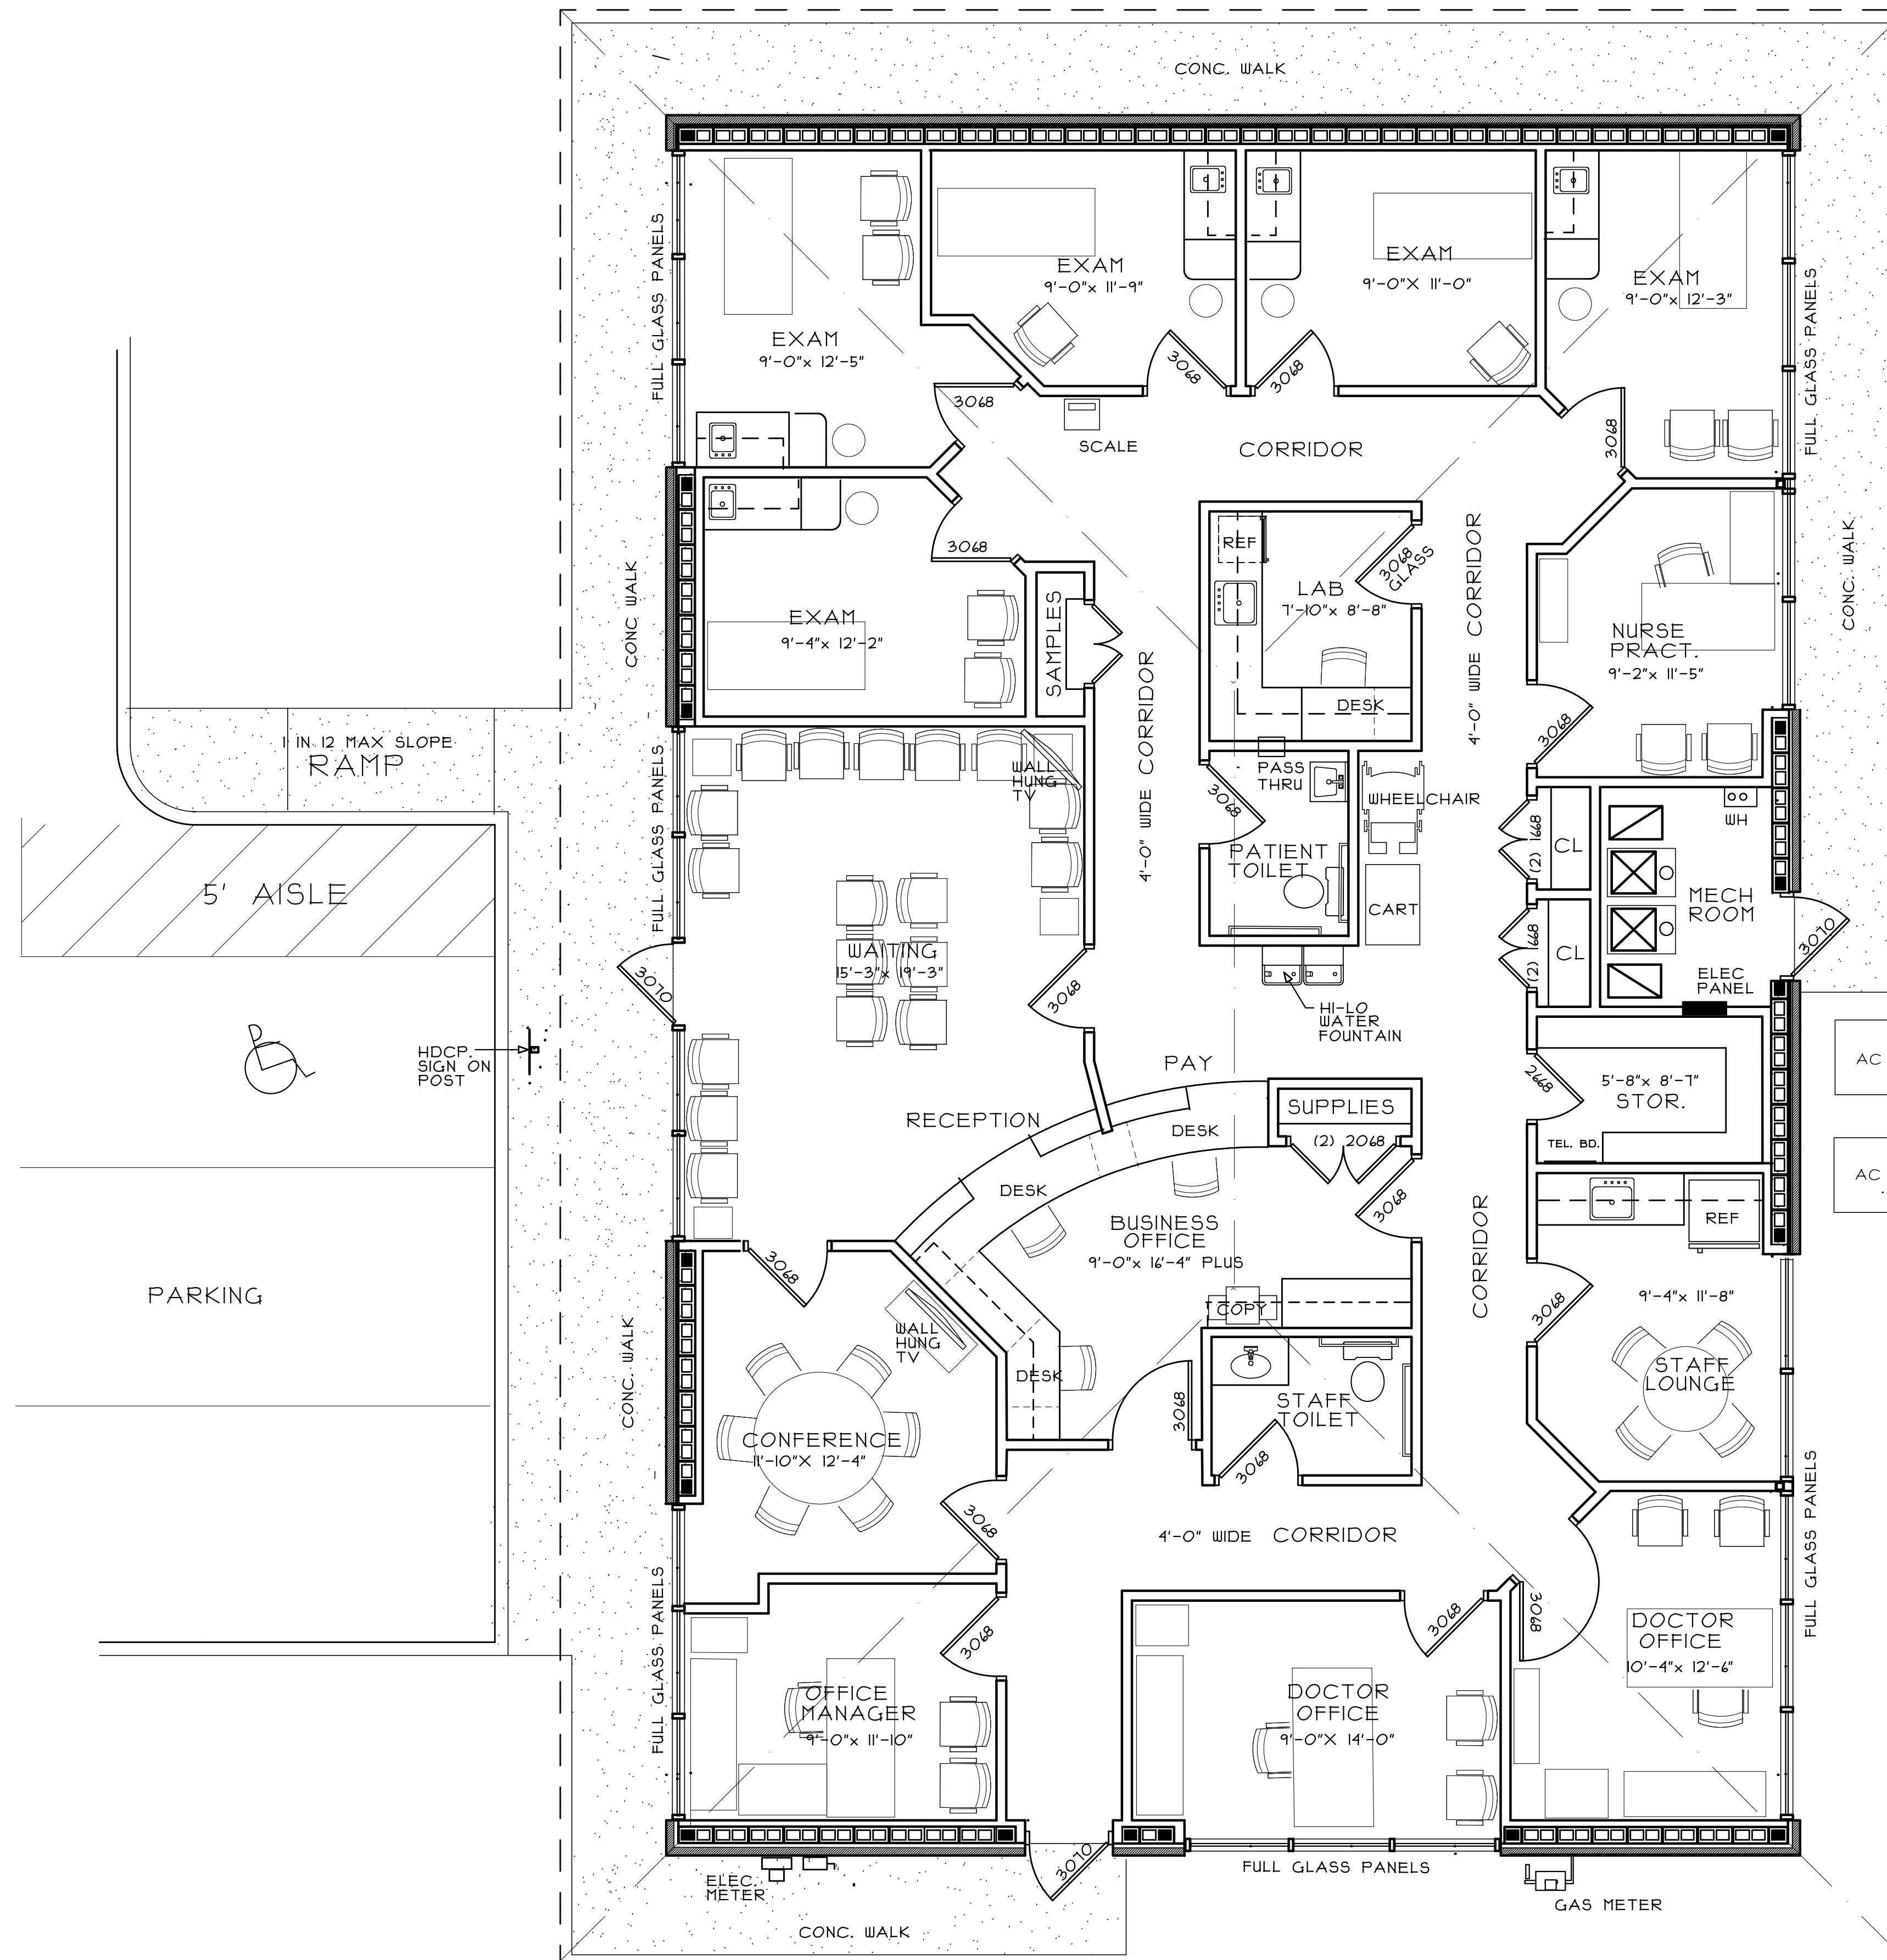 CONC. WALK
FULL GLASS PANELS
EXAM
9'-0"x 12'-5"
EXAM
9'-0"x 11'-9"
EXAM
9'-0"X 11'-0"
EXAM
9'-0"x 12'-3"
FULL GLASS PANELS
3068
3068
3068
3068
SCALE
CORRIDOR
CONC WALK
3068
EXAM
9'-4"x 12'-2"
SAMPLES
4'-0" WIDE CORRIDOR
REF
3068
GLASS
LAB
7'-10"x 8'-8"
DESK
4'-0" WIDE CORRIDOR
NURSE
PRACT.
9'-2"x 11'-5"
3068
CONC. WALK
1 IN 12 MAX SLOPE
RAMP
FULL GLASS PANELS
WALL
HUNG
TV
PASS
THRU
3068
PATIENT
TOILET
WHEELCHAIR
CART
(2) 1668
CL
(2) 1668
CL
WH
MECH
ROOM
ELEC
PANEL
3070
5' AISLE
WAITING
15'-3"x 19'-3"
3070
3068
HI-LO
WATER
FOUNTAIN
HDCP.
SIGN ON
POST
PAY
RECEPTION
DESK
SUPPLIES
(2) 2068
2668
5'-8"x 8'-7"
STOR.
TEL. BD.
AC
AC
DESK
BUSINESS
OFFICE
9'-0"x 16'-4" PLUS
3068
CORRIDOR
REF
3068
9'-4"x 11'-8"
STAFF
LOUNGE
PARKING
CONC. WALK
3068
WALL
HUNG
TV
COPY
DESK
3068
STAFF
TOILET
3068
CONFERENCE
11'-10"X 12'-4"
3068
4'-0" WIDE CORRIDOR
FULL GLASS PANELS
FULL GLASS PANELS
3068
OFFICE
MANAGER
9'-0"x 11'-10"
3068
DOCTOR
OFFICE
9'-0"X 14'-0"
3068
DOCTOR
OFFICE
10'-4"x 12'-6"
ELEC.
METER
3070
FULL GLASS PANELS
GAS METER
CONC. WALK